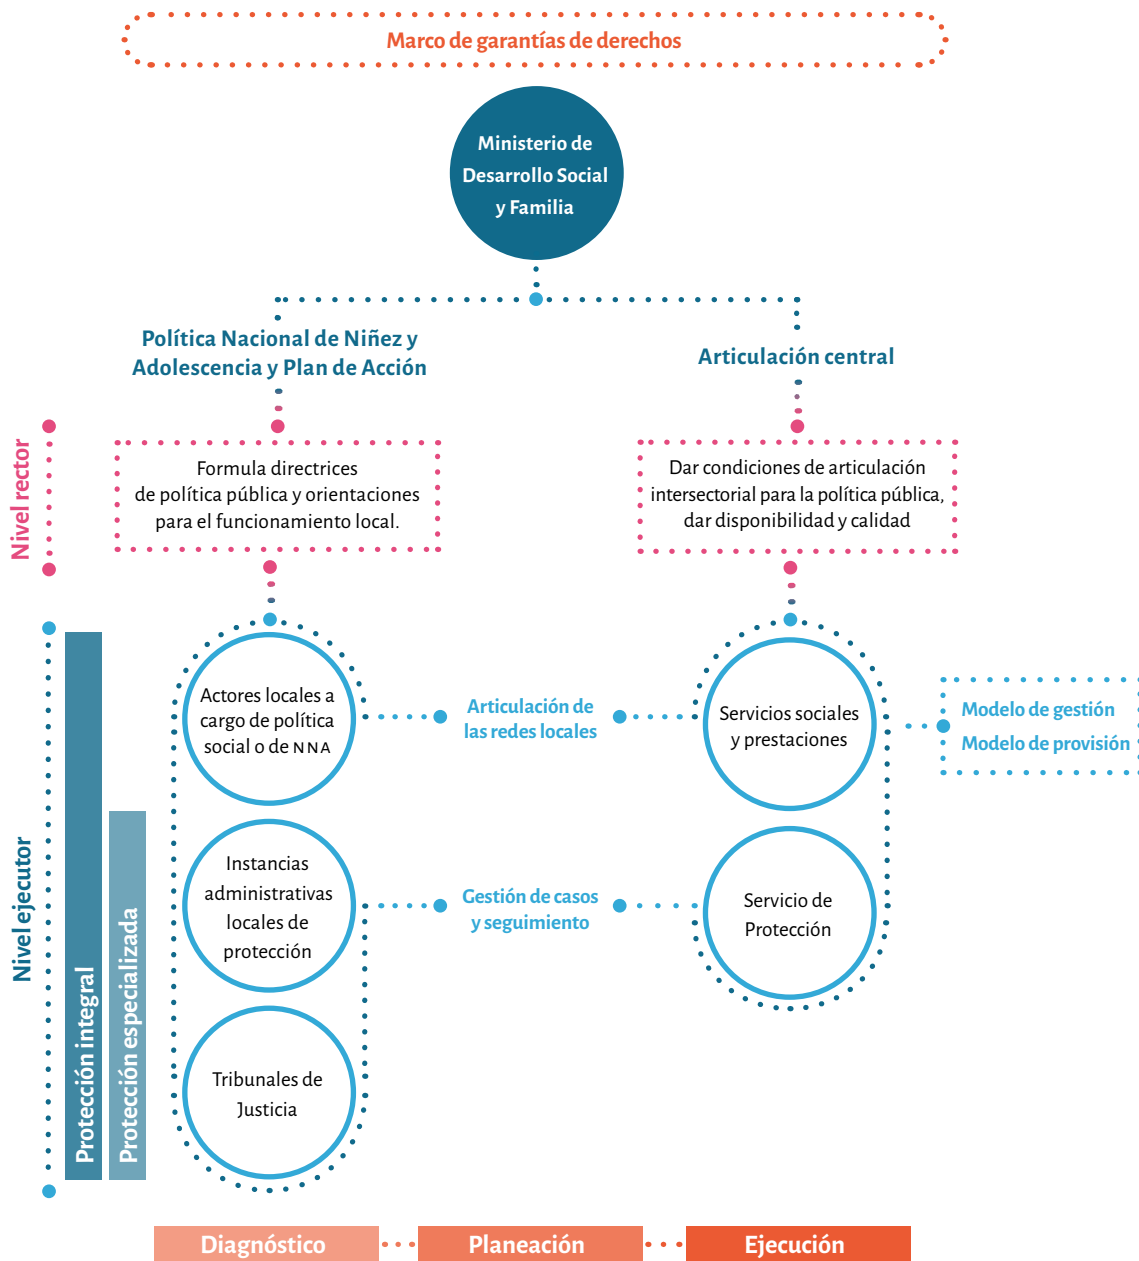 Marco de garantías de derechos
Ministerio de
Desarrollo Social
y Familia
Política Nacional de Niñez y
Adolescencia y Plan de Acción
Articulación central
Nivel rector
Formula directrices
de política pública y orientaciones
para el funcionamiento local.
Dar condiciones de articulación
intersectorial para la política pública,
dar disponibilidad y calidad
Nivel ejecutor
Protección integral
Protección especializada
Actores locales a
cargo de política
social o de NNA
Articulación de
las redes locales
Servicios sociales
y prestaciones
Modelo de gestión
Modelo de provisión
Instancias
administrativas
locales de
protección
Gestión de casos
y seguimiento
Servicio de
Protección
Tribunales de
Justicia
Diagnóstico
Planeación
Ejecución